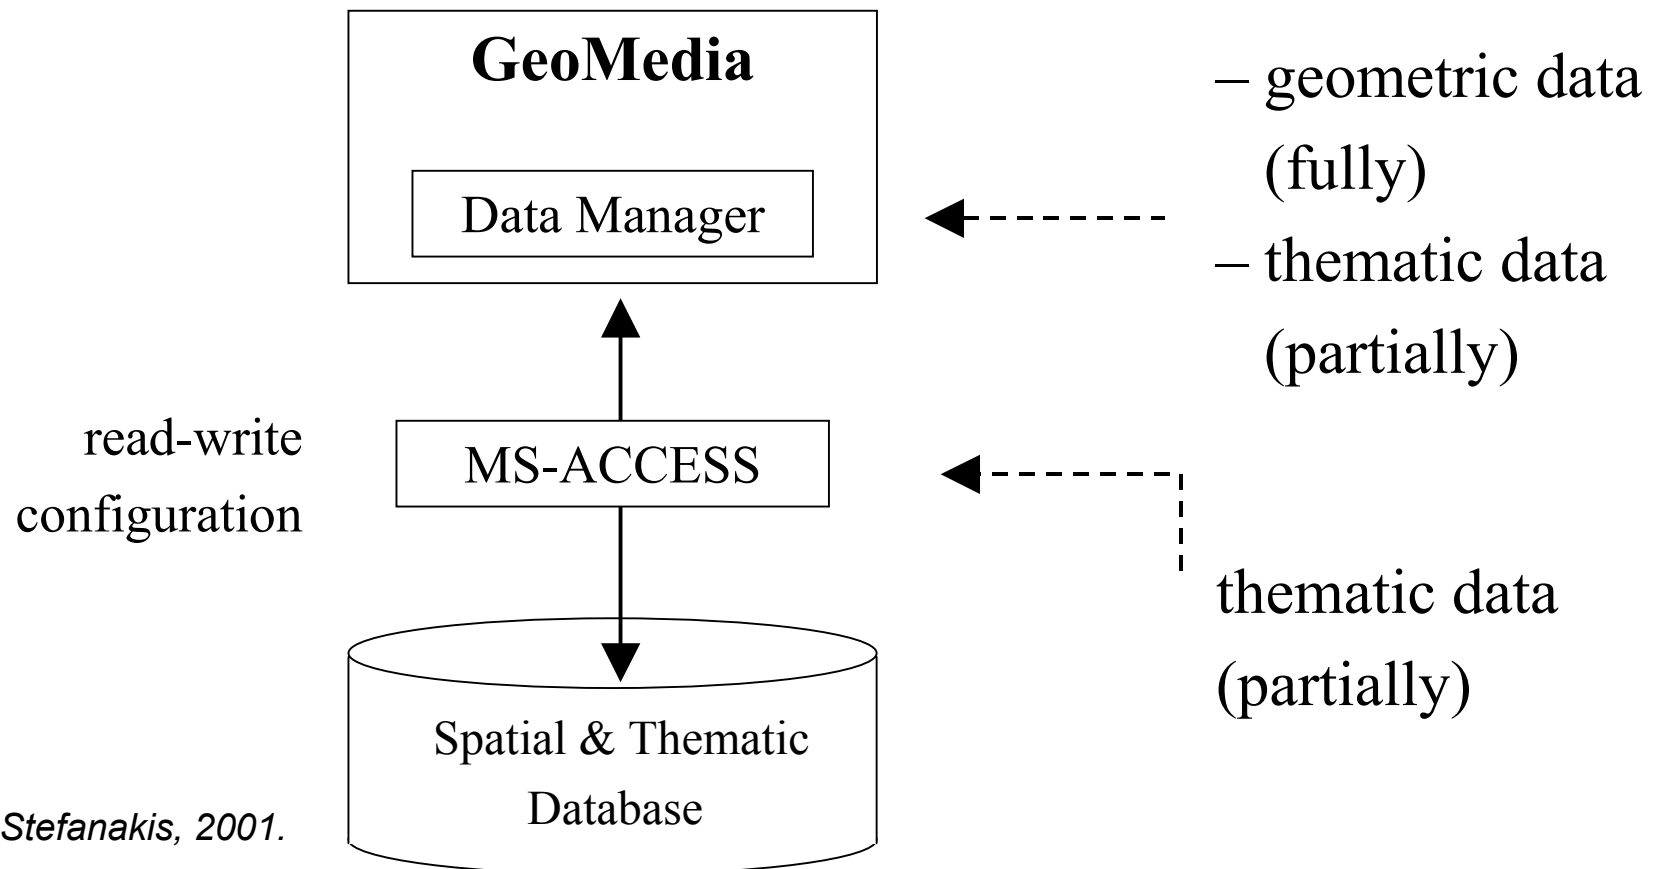 GeoMedia
Data Manager
– geometric data
(fully)
– thematic data
(partially)
read-write
configuration
MS-ACCESS
thematic data
(partially)
Spatial & Thematic
Database
Stefanakis, 2001.